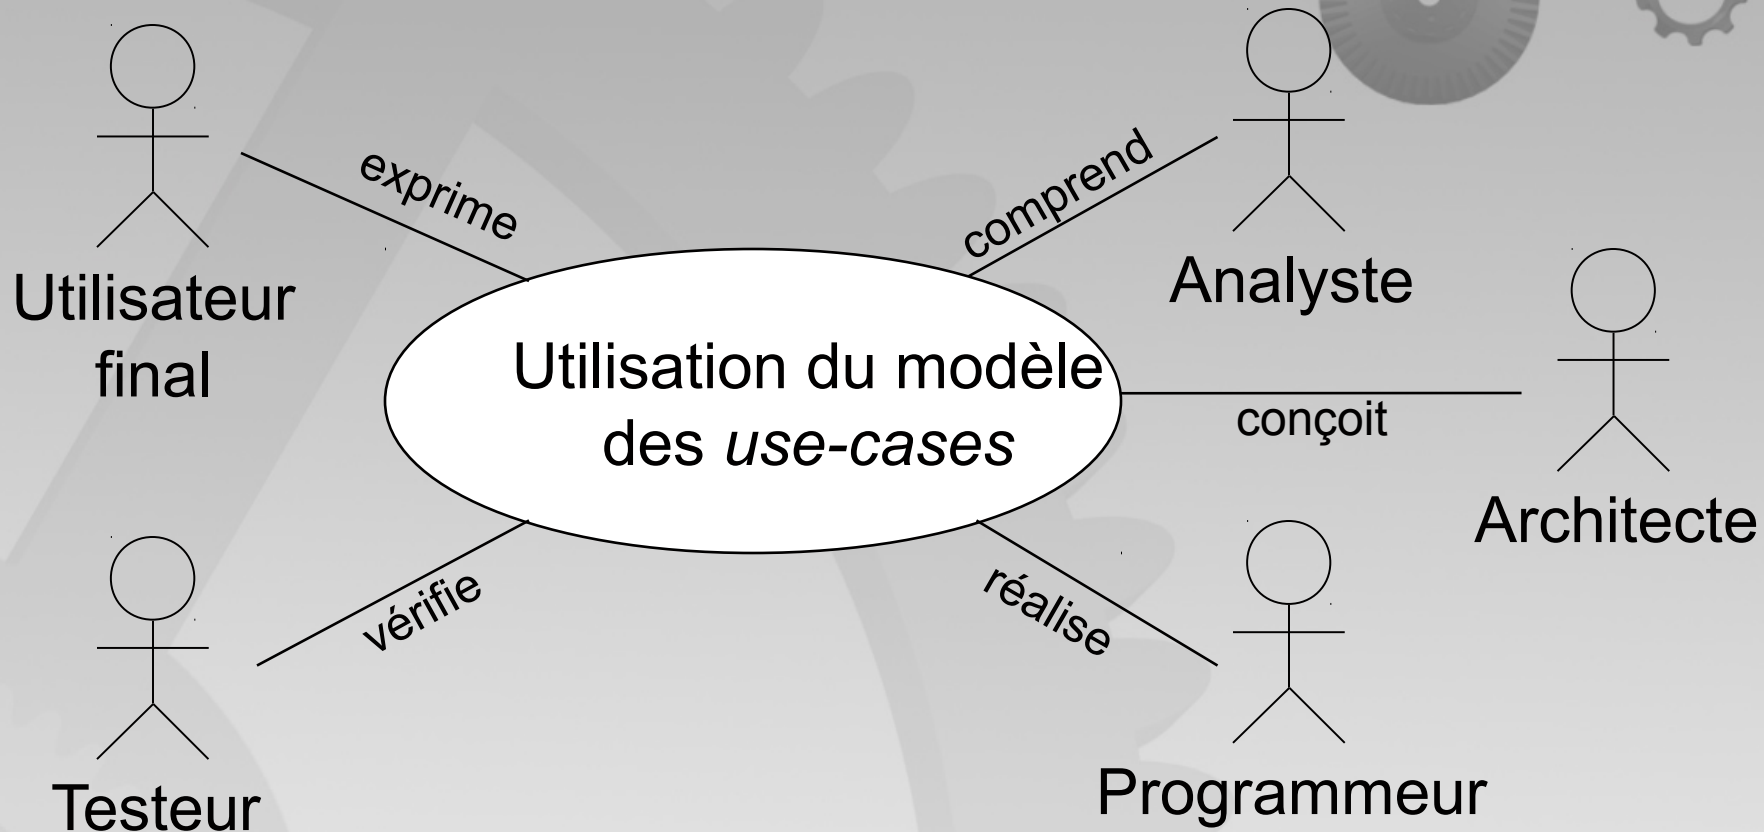 exprime
comprend
Utilisateur
final
Analyste
Utilisation du modèle
des use-cases
conçoit
Architecte
vérifie
réalise
Testeur
Programmeur